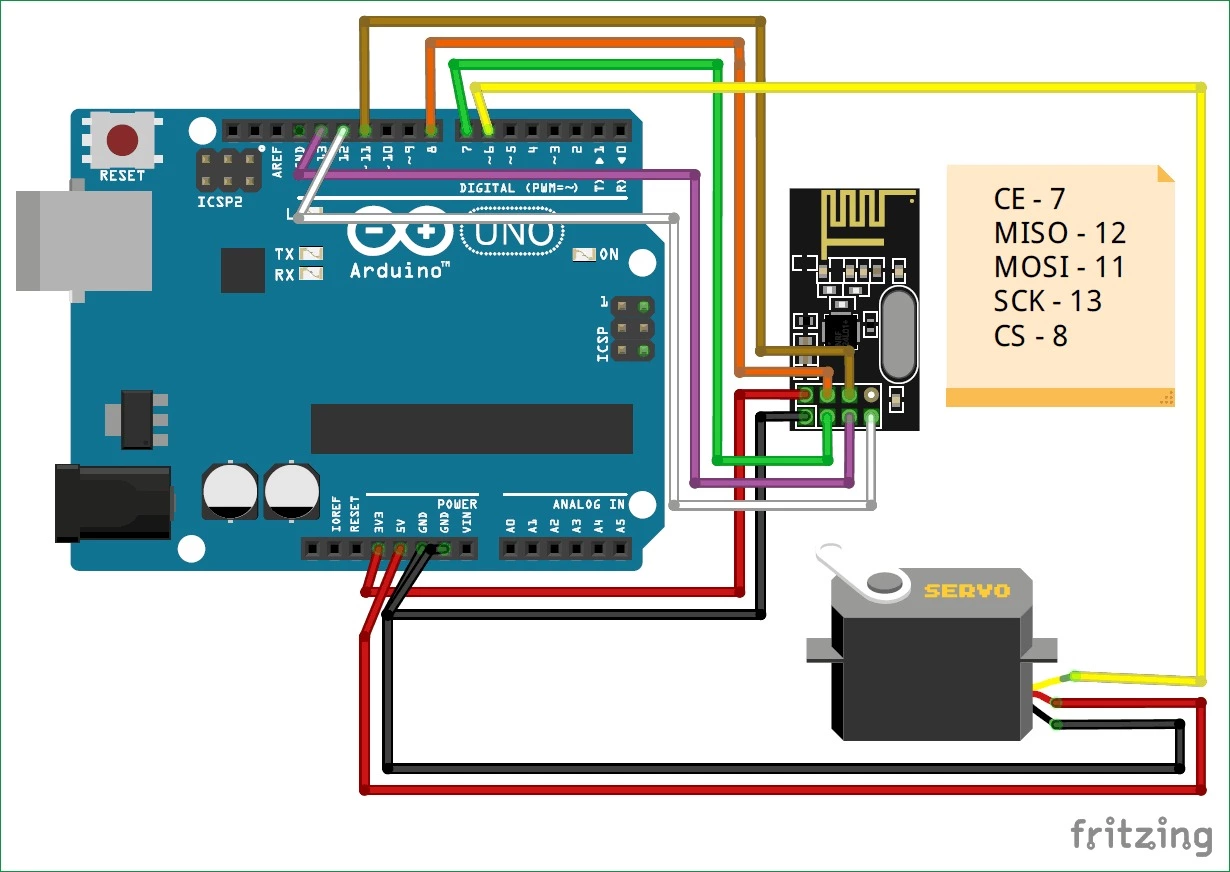 RESET
ICSP2
AREF
GND
13
12
~11
~10
~9
8
7
~6
~5
4
~3
2
TX▶1
RX◀0
DIGITAL (PWM=~)
L
TX
RX
UNO
Arduino™
ON
1
ICSP
IOREF
RESET
3V3
5V
GND
GND
VIN
POWER
ANALOG IN
A0
A1
A2
A3
A4
A5
CE - 7
MISO - 12
MOSI - 11
SCK - 13
CS - 8
SERVO
fritzing